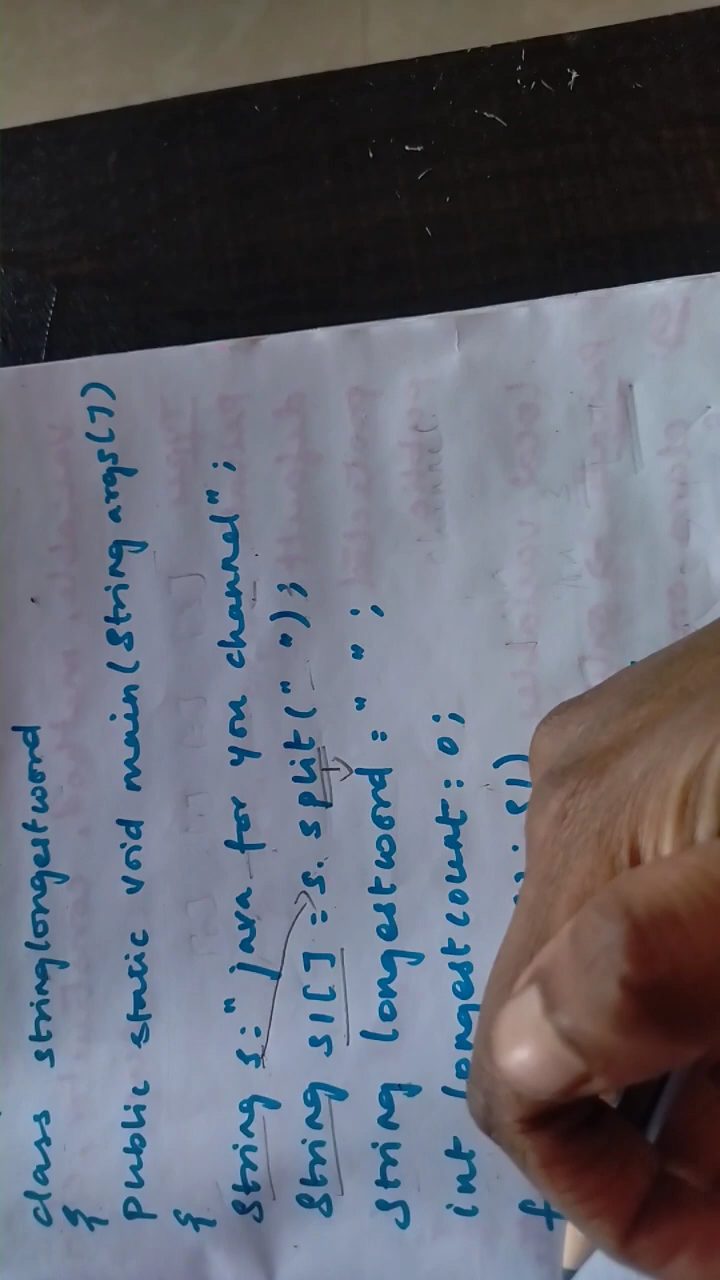 class stringlongestword
{
public static void main(String args[])
{
String s="java for you channel";
String s1[]=s.split(" ");
String longestword=" ";
int longestcount=0;
f : s1)